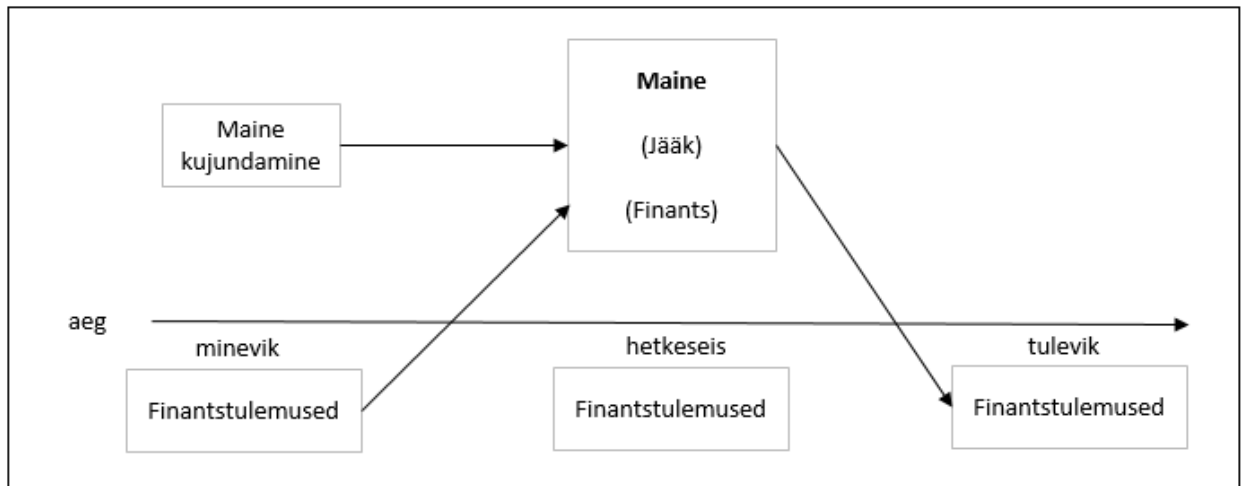 Maine
Maine
kujundamine
(Jääk)
(Finants)
aeg
minevik
hetkeseis
tulevik
Finantstulemused
Finantstulemused
Finantstulemused